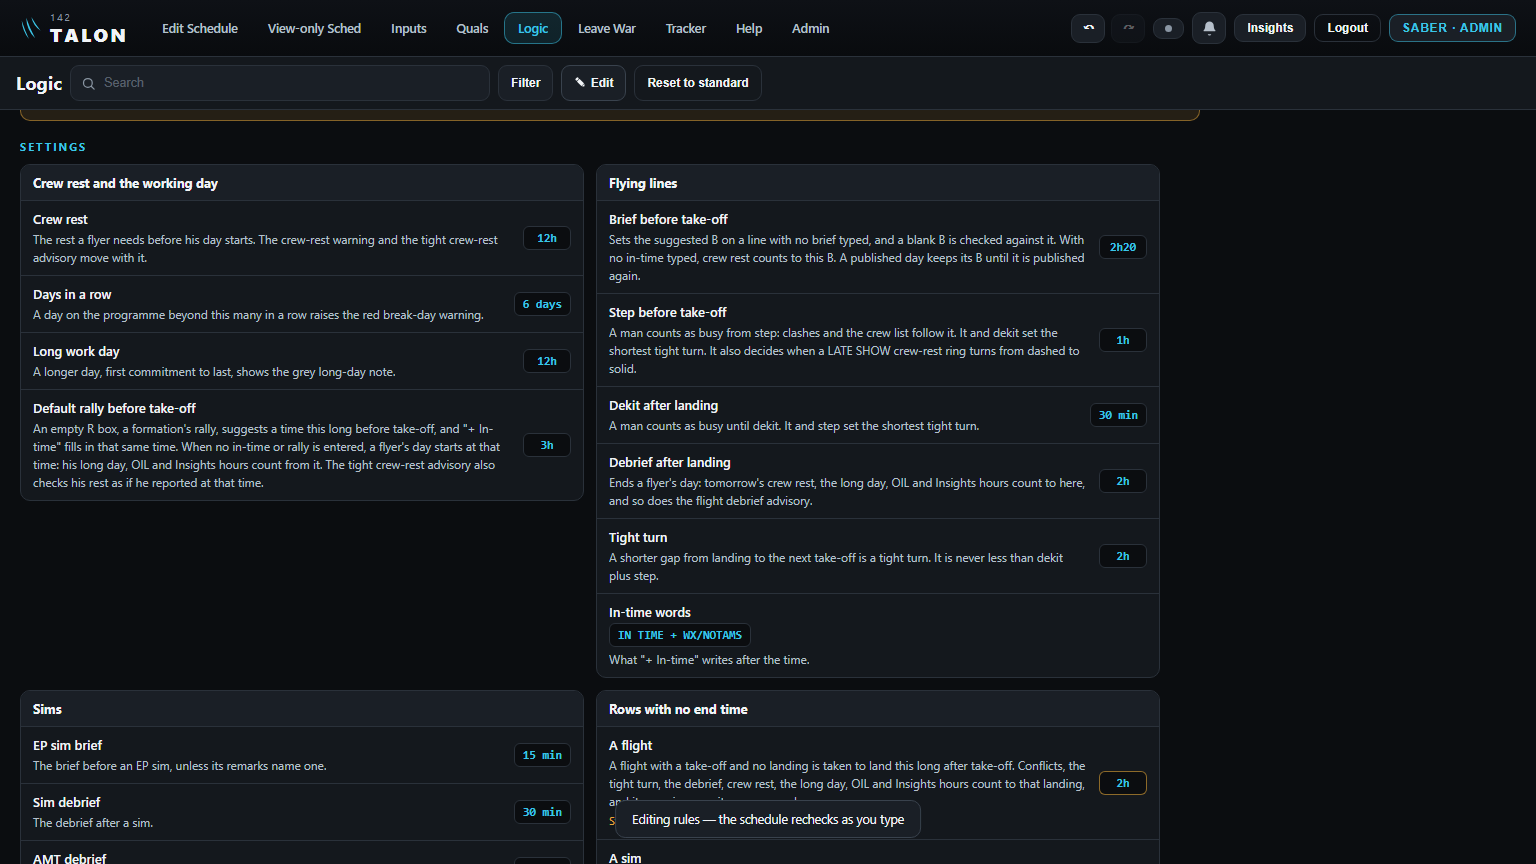 142
TALON
Edit Schedule
View-only Sched
Inputs
Quals
Logic
Leave War
Tracker
Help
Admin
Insights
Logout
SABER · ADMIN
Logic
Search
Filter
Edit
Reset to standard
SETTINGS
Crew rest and the working day
Crew rest
The rest a flyer needs before his day starts. The crew-rest warning and the tight crew-rest
advisory move with it.
12h
Days in a row
A day on the programme beyond this many in a row raises the red break-day warning.
6 days
Long work day
A longer day, first commitment to last, shows the grey long-day note.
12h
Default rally before take-off
An empty R box, a formation's rally, suggests a time this long before take-off, and "+ In-
time" fills in that same time. When no in-time or rally is entered, a flyer's day starts at that
time: his long day, OIL and Insights hours count from it. The tight crew-rest advisory also
checks his rest as if he reported at that time.
3h
Flying lines
Brief before take-off
Sets the suggested B on a line with no brief typed, and a blank B is checked against it. With
no in-time typed, crew rest counts to this B. A published day keeps its B until it is published
again.
2h20
Step before take-off
A man counts as busy from step: clashes and the crew list follow it. It and dekit set the
shortest tight turn. It also decides when a LATE SHOW crew-rest ring turns from dashed to
solid.
1h
Dekit after landing
A man counts as busy until dekit. It and step set the shortest tight turn.
30 min
Debrief after landing
Ends a flyer's day: tomorrow's crew rest, the long day, OIL and Insights hours count to here,
and so does the flight debrief advisory.
2h
Tight turn
A shorter gap from landing to the next take-off is a tight turn. It is never less than dekit
plus step.
2h
In-time words
IN TIME + WX/NOTAMS
What "+ In-time" writes after the time.
Sims
EP sim brief
The brief before an EP sim, unless its remarks name one.
15 min
Sim debrief
The debrief after a sim.
30 min
AMT debrief
Rows with no end time
A flight
A flight with a take-off and no landing is taken to land this long after take-off. Conflicts, the
tight turn, the debrief, crew rest, the long day, OIL and Insights hours count to that landing,
2h
Editing rules — the schedule rechecks as you type
A sim